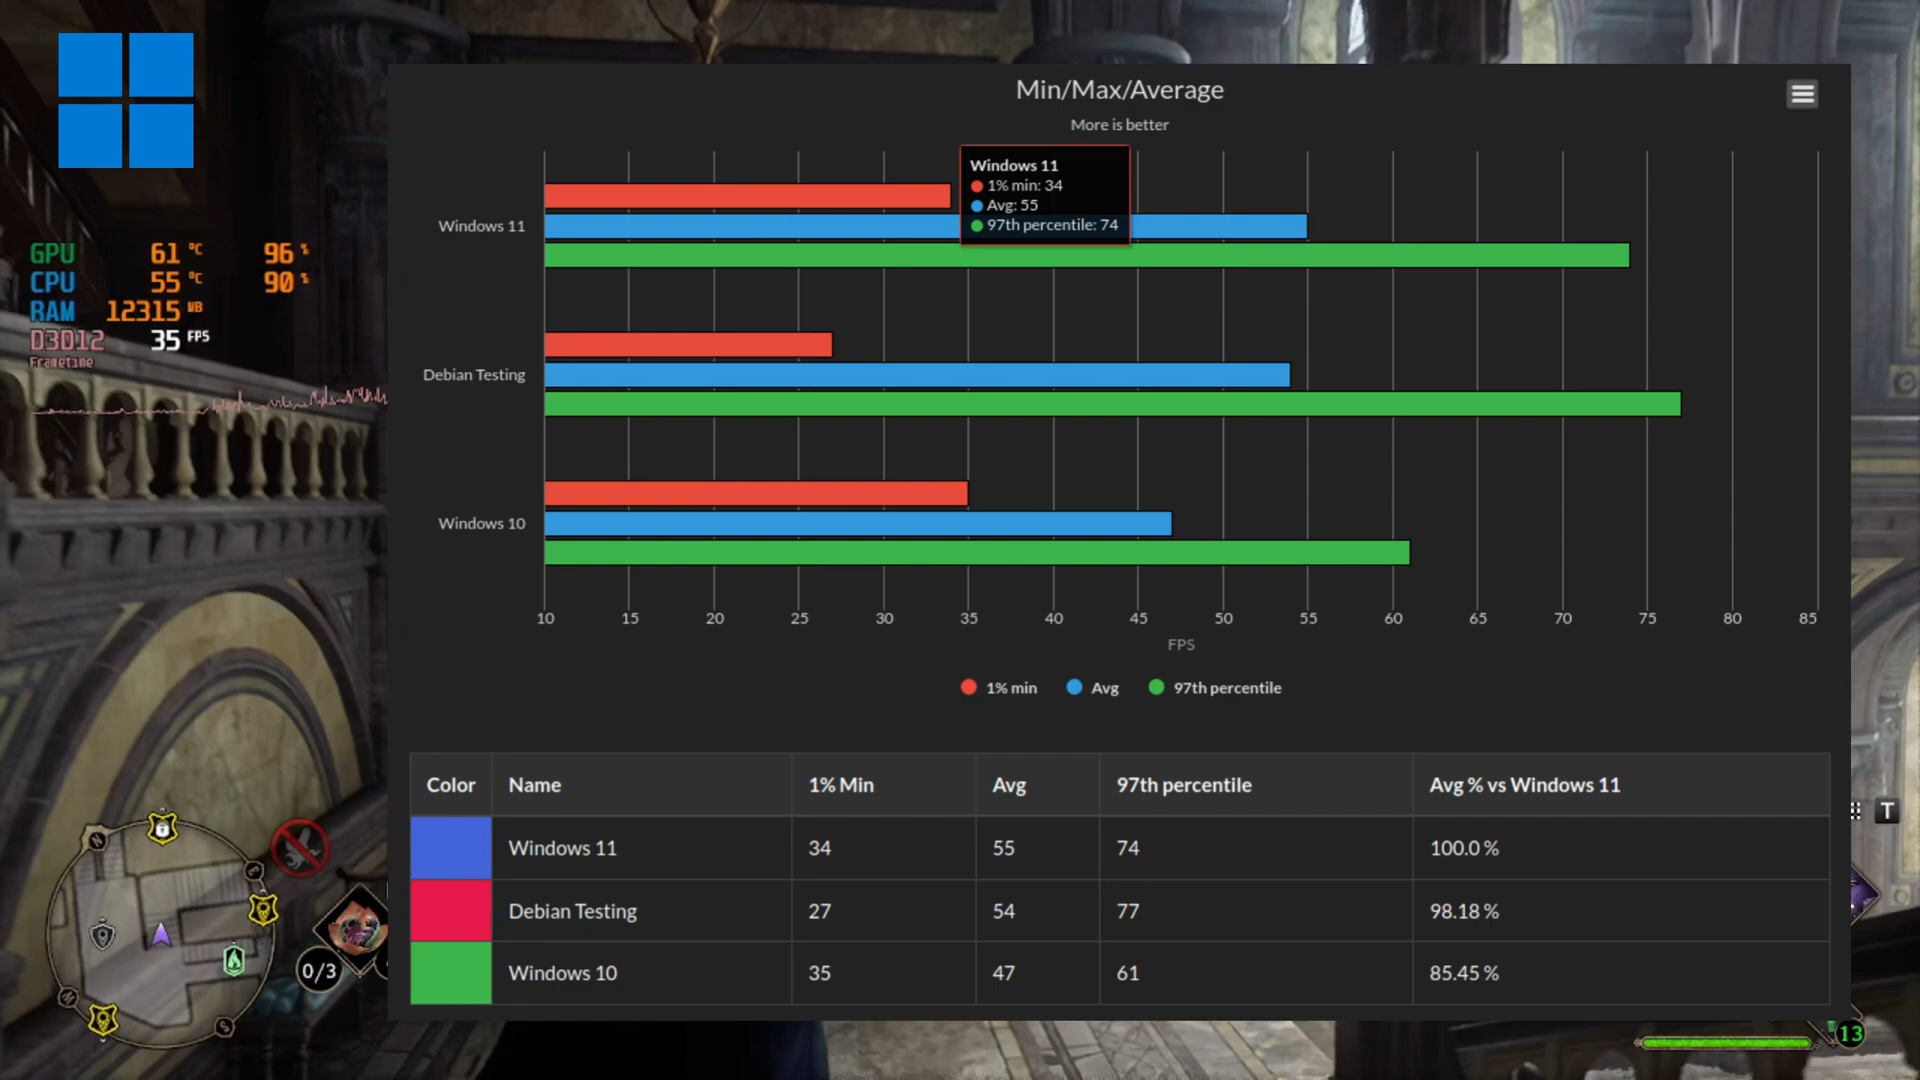 Min/Max/Average
More is better
Windows 11
1% min: 34
Avg: 55
97th percentile: 74
Windows 11
Debian Testing
Windows 10
10 15 20 25 30 35 40 45 50 55 60 65 70 75 80 85
FPS
1% min Avg 97th percentile
GPU 61 °C 96 %
CPU 55 °C 90 %
RAM 12315 MB
D3D12 35 FPS
Frametime
Color Name 1% Min Avg 97th percentile Avg % vs Windows 11
Windows 11 34 55 74 100.0 %
Debian Testing 27 54 77 98.18 %
Windows 10 35 47 61 85.45 %
T
N
0/3
S
13